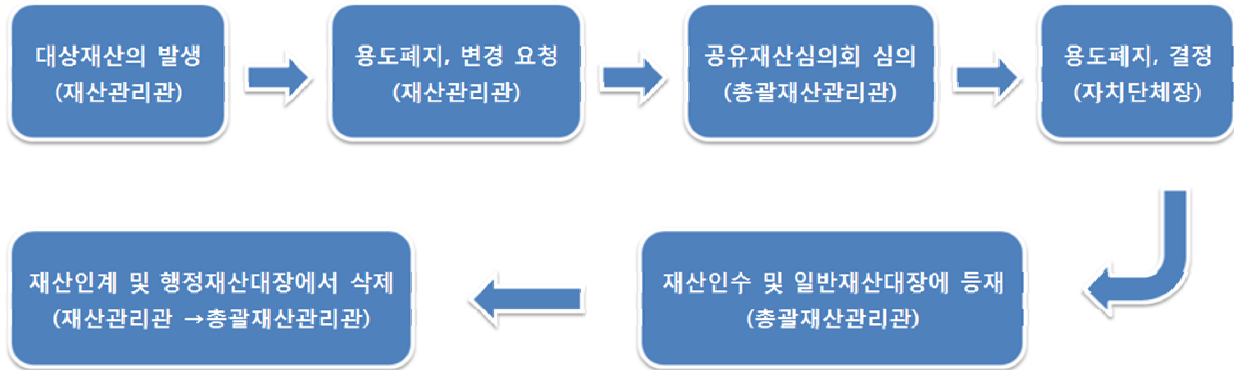 대상재산의 발생
(재산관리관)
용도폐지, 변경 요청
(재산관리관)
공유재산심의회 심의
(총괄재산관리관)
용도폐지, 결정
(자치단체장)
재산인수 및 일반재산대장에 등재
(총괄재산관리관)
재산인계 및 행정재산대장에서 삭제
(재산관리관 →총괄재산관리관)